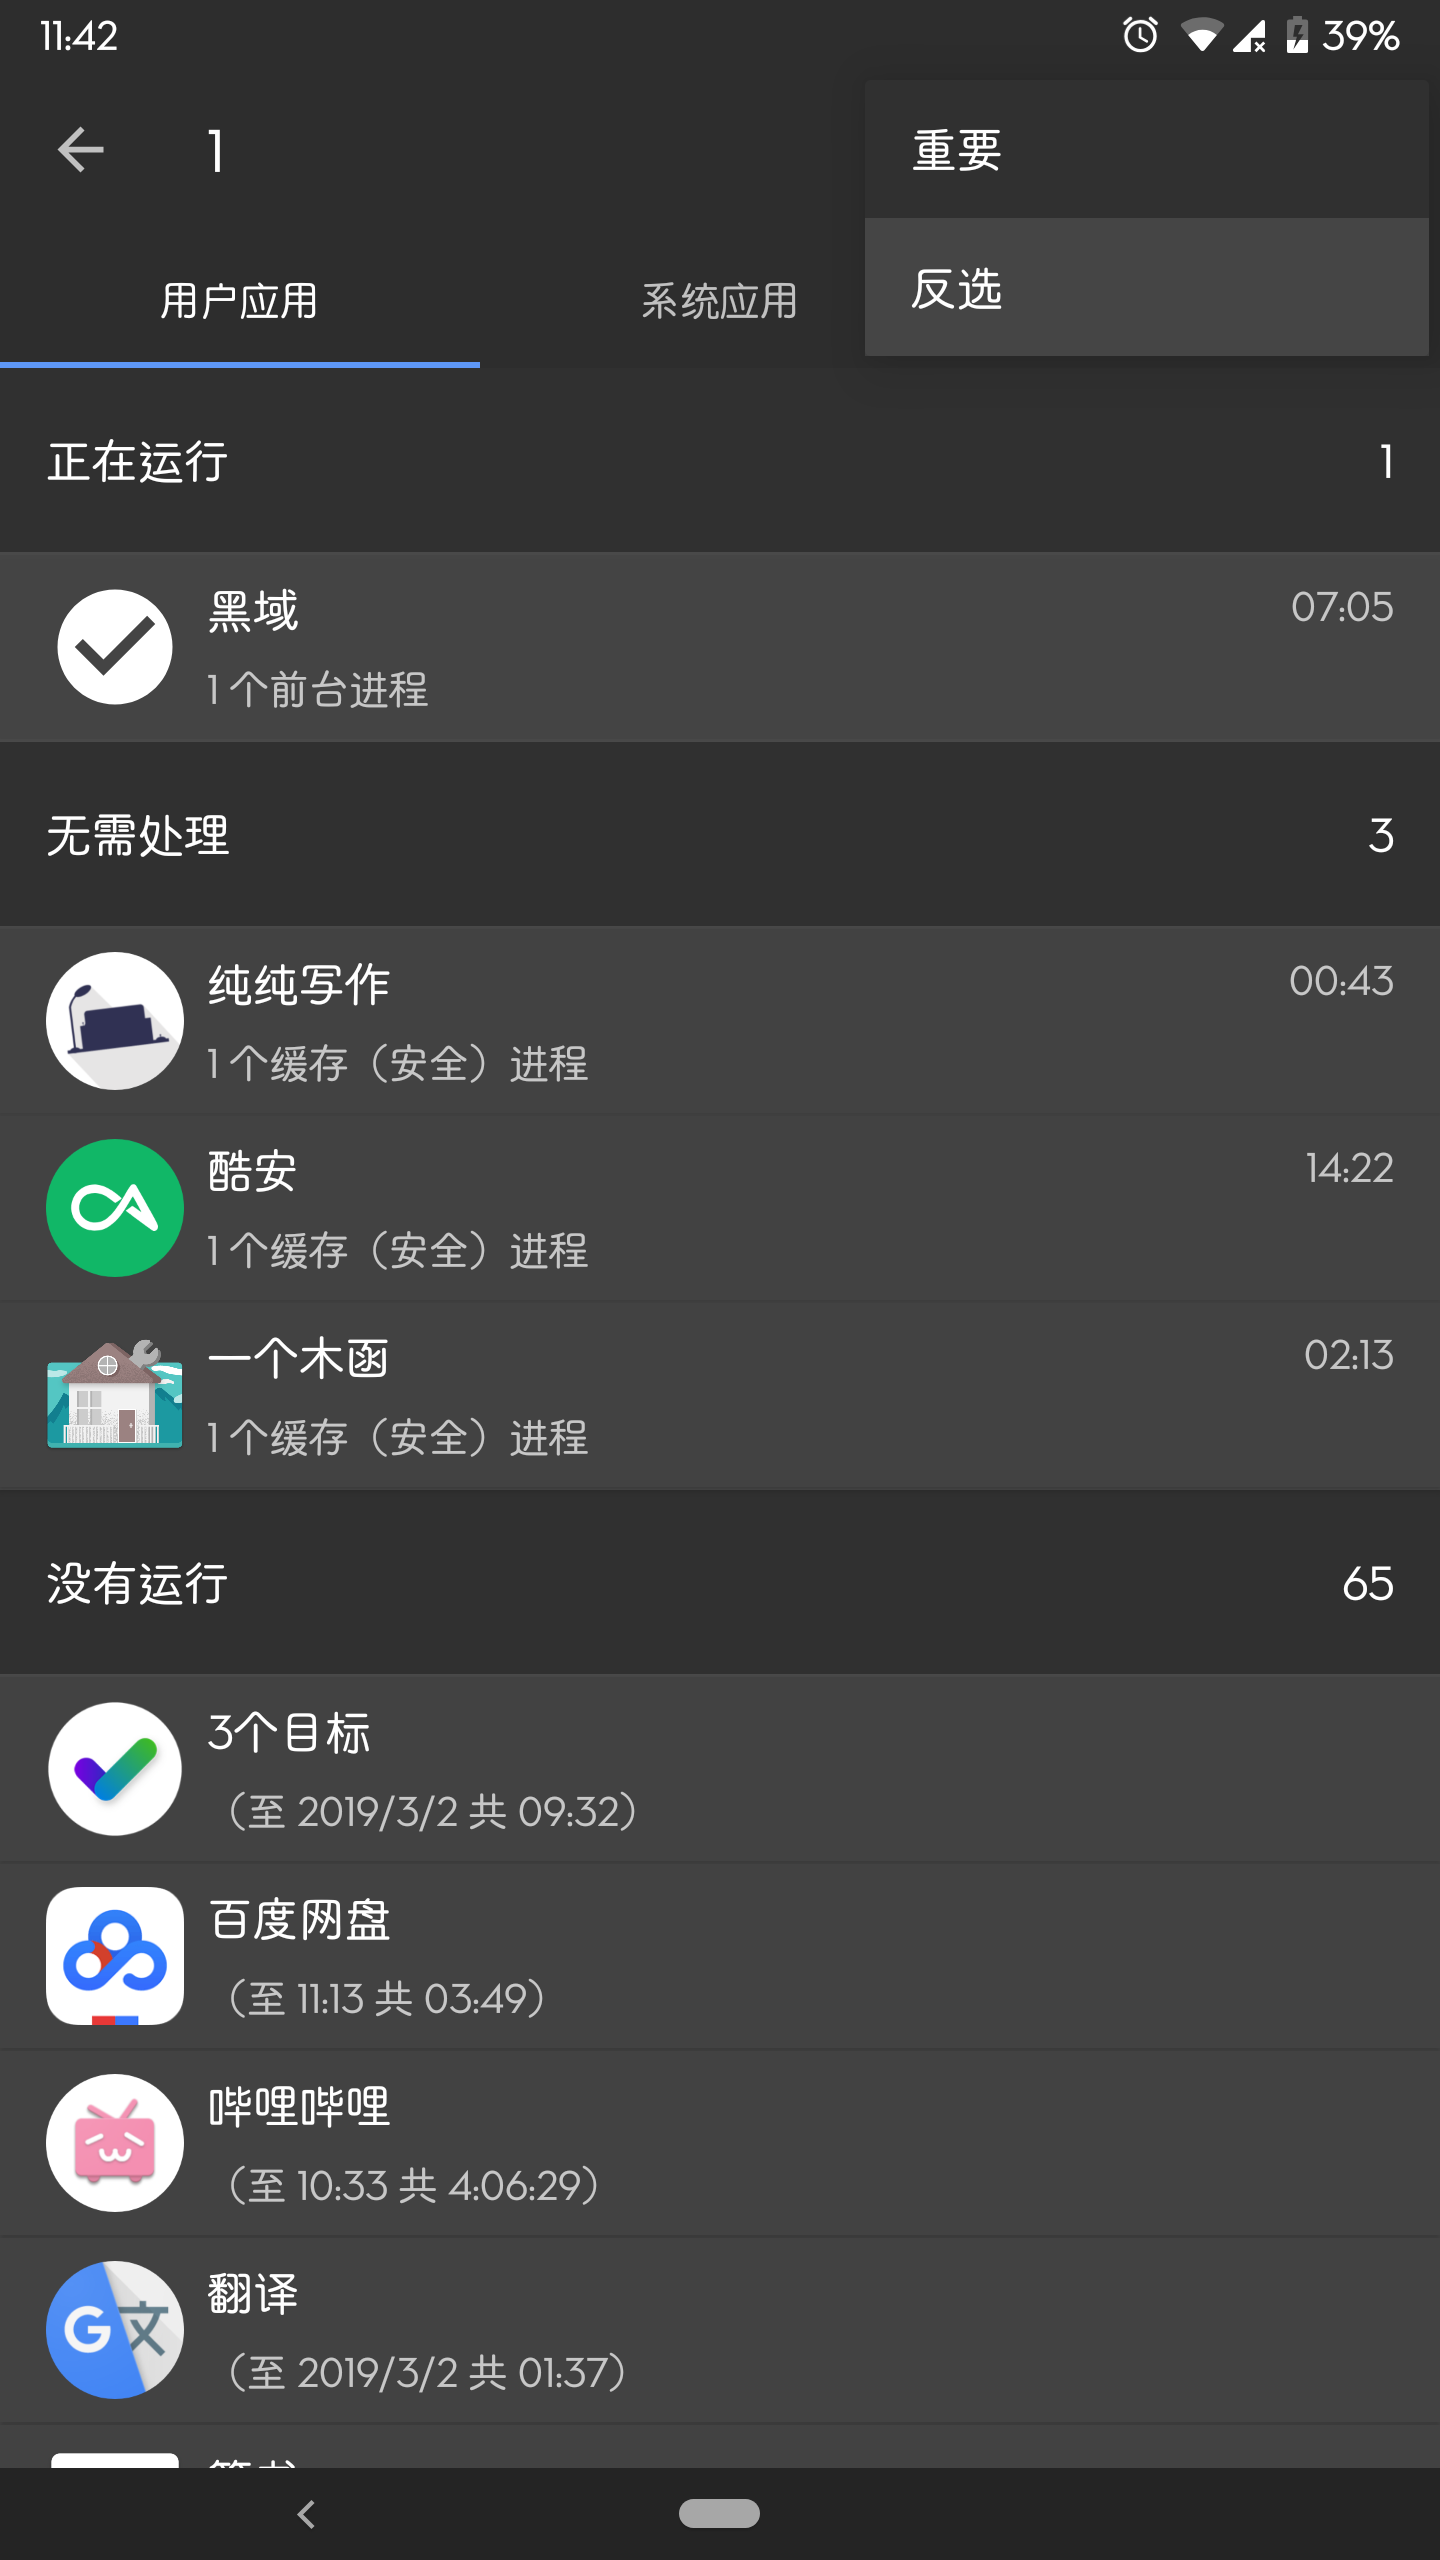 11:42
39%
1
重要
反选
用户应用
系统应用
正在运行
1
黑域
07:05
1 个前台进程
无需处理
3
纯纯写作
00:43
1 个缓存（安全）进程
酷安
14:22
1 个缓存（安全）进程
一个木函
02:13
1 个缓存（安全）进程
没有运行
65
3个目标
（至 2019/3/2 共 09:32）
百度网盘
（至 11:13 共 03:49）
哔哩哔哩
（至 10:33 共 4:06:29）
G文
翻译
（至 2019/3/2 共 01:37）